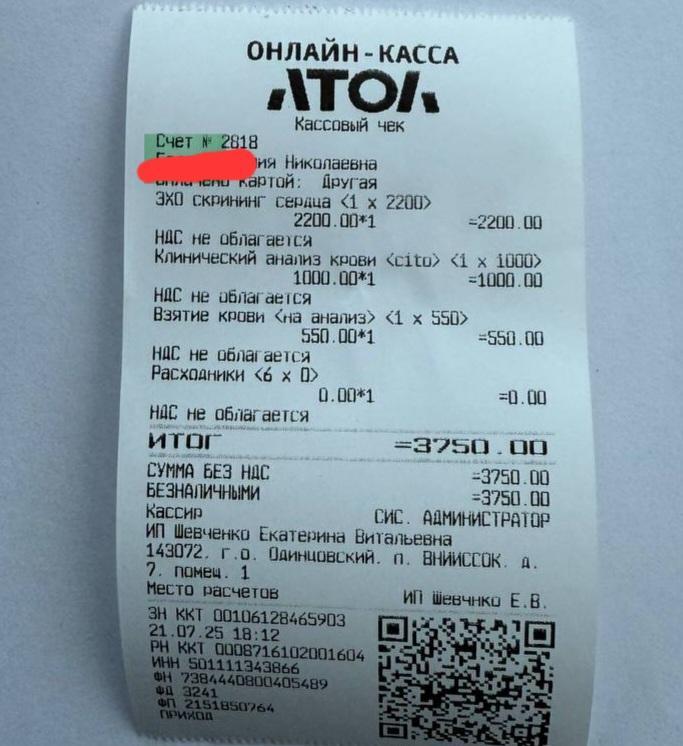 ОНЛАЙН-КАССА
АТОЛ
Кассовый чек
Счет № 2818
Николаевна
картой: Другая
ЭХО скрининг сердца <1 x 2200>
2200.00*1 =2200.00
НДС не облагается
Клинический анализ крови <cito> <1 x 1000>
1000.00*1 =1000.00
НДС не облагается
Взятие крови <на анализ> <1 x 550>
550.00*1 =550.00
НДС не облагается
Расходники <6 x 0>
0.00*1 =0.00
НДС не облагается
ИТОГ =3750.00
СУММА БЕЗ НДС =3750.00
БЕЗНАЛИЧНЫМИ =3750.00
Кассир СИС. АДМИНИСТРАТОР
ИП Шевченко Екатерина Витальевна
143072, г.о. Одинцовский, п. ВНИИССОК, д.
7, помещ. 1
Место расчетов ИП Шевчнко Е.В.
ЗН ККТ 00106128465903
21.07.25 18:12
РН ККТ 0008716102001604
ИНН 501111343866
ФН 7384440800405489
ФД 3241
ФП 2151850764
ПРИХОД